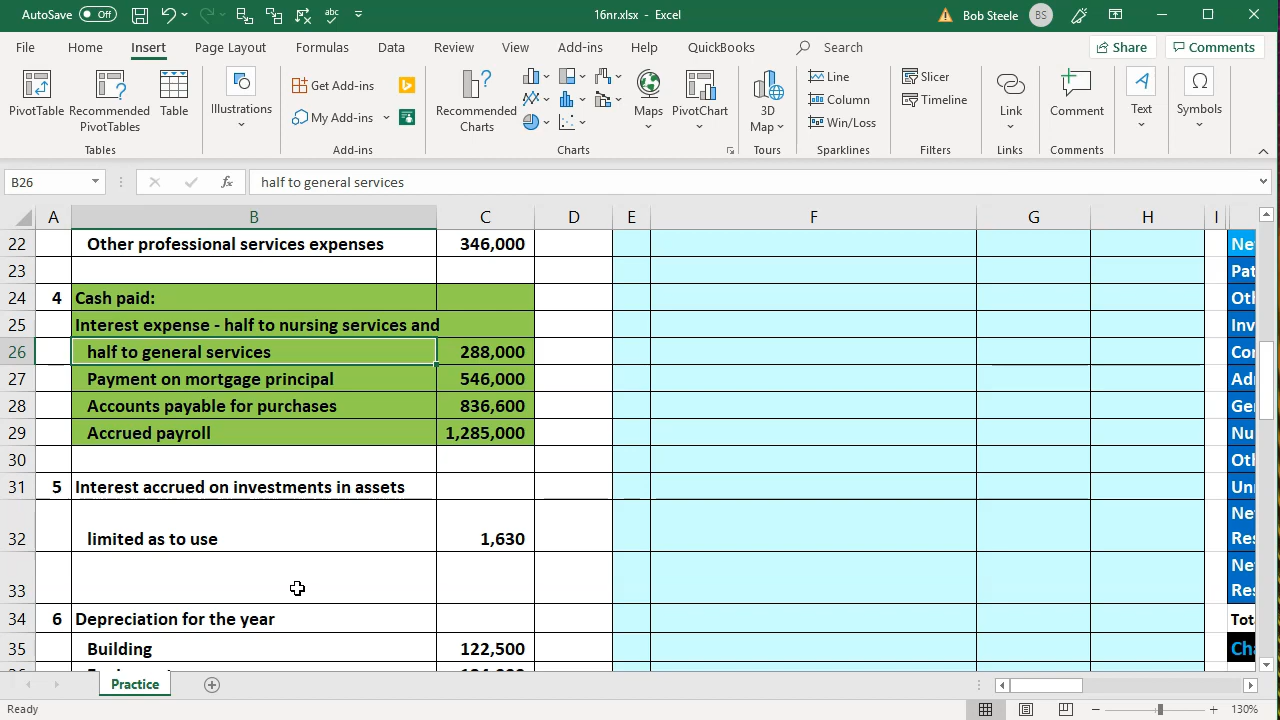 AutoSave Off 16nr.xlsx - Excel Bob Steele BS
File Home Insert Page Layout Formulas Data Review View Add-ins Help QuickBooks Search Share Comments
PivotTable Recommended PivotTables Table Illustrations Get Add-ins My Add-ins Recommended Charts Maps PivotChart 3D Map Line Column Win/Loss Slicer Timeline Link Comment Text Symbols
Tables Add-ins Charts Tours Sparklines Filters Links Comments
B26 fx half to general services
A B C D E F G H I
22 Other professional services expenses 346,000 Ne
23 Pat
24 4 Cash paid: Oth
25 Interest expense - half to nursing services and Inv
26 half to general services 288,000 Co
27 Payment on mortgage principal 546,000 Ad
28 Accounts payable for purchases 836,600 Ge
29 Accrued payroll 1,285,000 Nu
30 Oth
31 5 Interest accrued on investments in assets Un
32 limited as to use 1,630 Ne
Res
33 Ne
Res
34 6 Depreciation for the year Tot
35 Building 122,500 Cha
Practice
Ready 130%